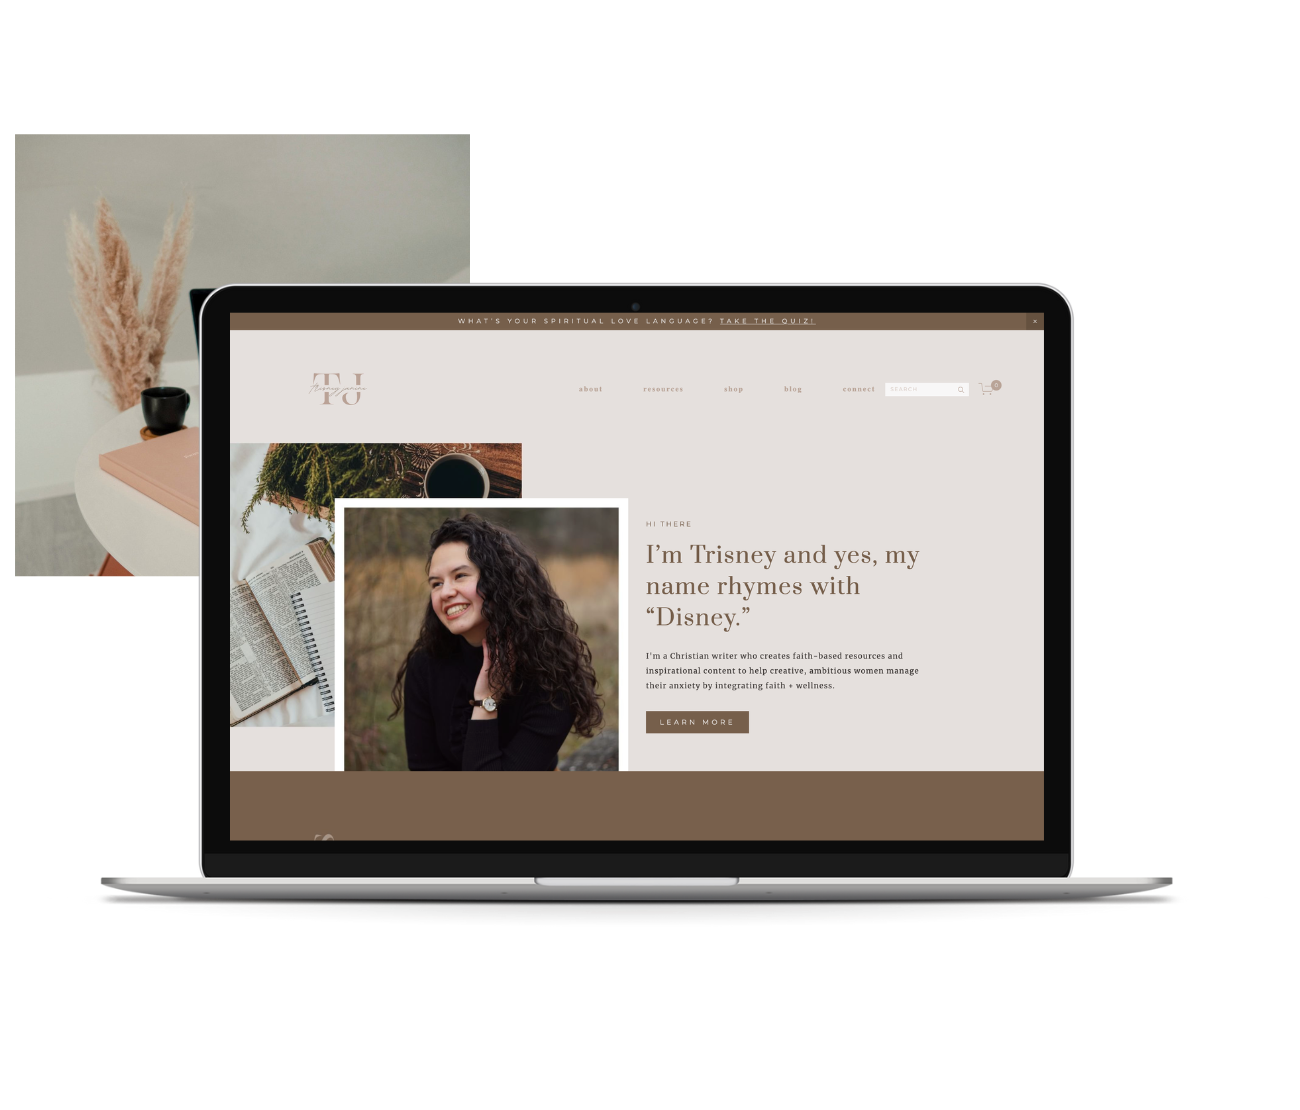 WHAT'S YOUR SPIRITUAL LOVE LANGUAGE? TAKE THE QUIZ!
×
TJ
about resources shop blog connect SEARCH 0
HI THERE
I'm Trisney and yes, my
name rhymes with
“Disney.”
I'm a Christian writer who creates faith-based resources and
inspirational content to help creative, ambitious women manage
their anxiety by integrating faith + wellness.
LEARN MORE